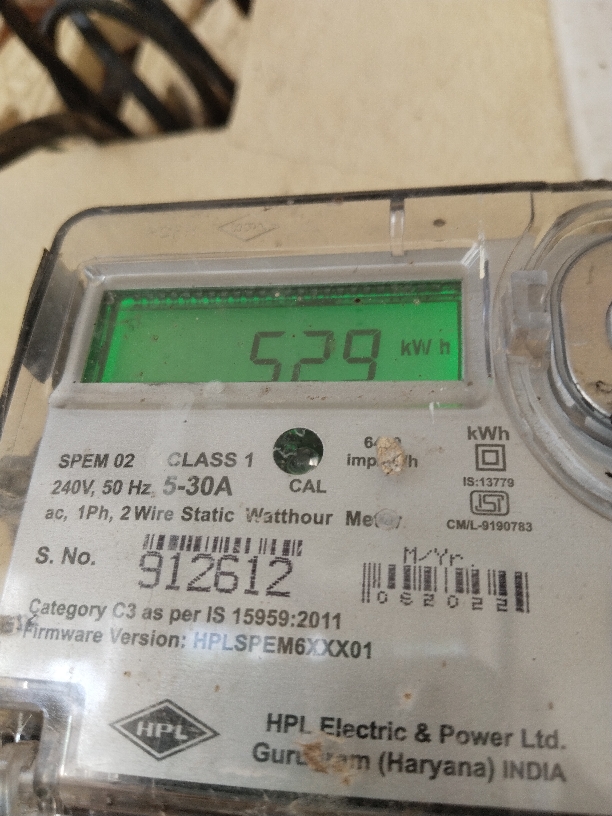 529 kWh
SPEM 02 CLASS 1
CAL
kWh
240V, 50 Hz, 5-30A
IS:13779
ISI
CM/L-9190783
ac, 1Ph, 2 Wire Static Watthour
S. No.
912612
M/Yr.
062022
Category C3 as per IS 15959:2011
Firmware Version: HPLSPEM6XXX01
HPL
HPL Electric & Power Ltd.
(Haryana) INDIA